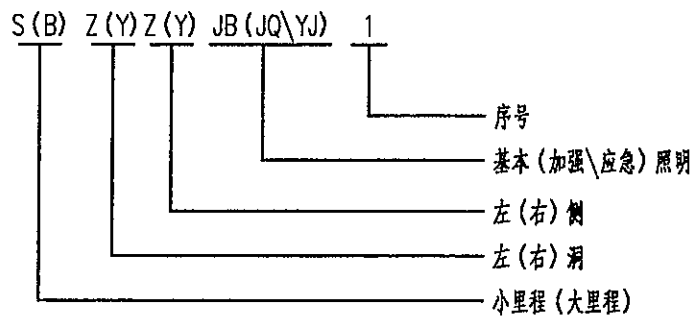 S(B) Z(Y) Z(Y) JB(JQ\YJ) 1
序号
基本(加强\应急)照明
左(右)侧
左(右)洞
小里程(大里程)